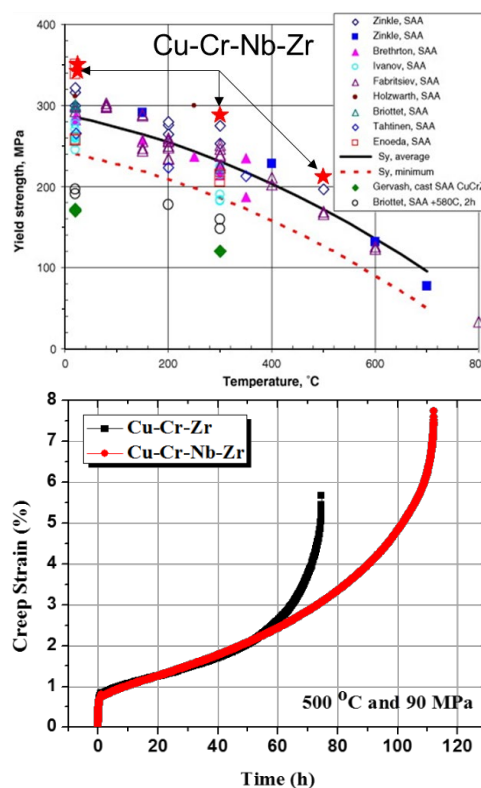 Cu-Cr-Nb-Zr
Yield strength, MPa
400
300
200
100
0
0
200
400
600
800
Temperature, °C
Zinkle, SAA
Zinkle, SAA
Brethrton, SAA
Ivanov, SAA
Fabritsiev, SAA
Holzwarth, SAA
Briottet, SAA
Tahtinen, SAA
Enoeda, SAA
Sy, average
Sy, minimum
Gervash, cast SAA CuCrZ
Briottet, SAA +580C, 2h
Creep Strain (%)
8
7
6
5
4
3
2
1
0
Cu-Cr-Zr
Cu-Cr-Nb-Zr
500 °C and 90 MPa
0
20
40
60
80
100
120
Time (h)